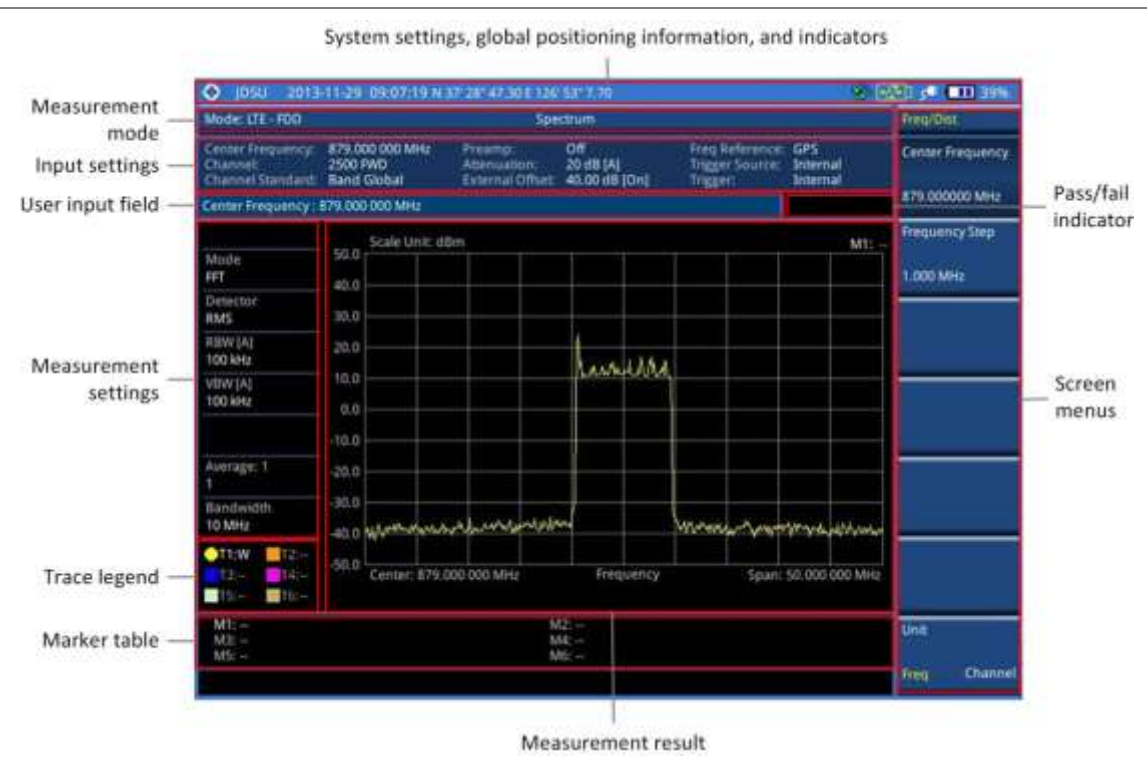 System settings, global positioning information, and indicators
JDSU 2013-11-29 09:07:19 N 37° 28" 47.30 E 126° 53" 7.70 39%
Measurement mode
Mode: LTE - FDD Spectrum
Freq/Dist
Input settings
Center Frequency: 879.000 000 MHz Preamp: Off Freq Reference: GPS
Channel: 2500 FWD Attenuation: 20 dB [A] Trigger Source: Internal
Channel Standard: Band Global External Offset: 40.00 dB [On] Trigger: Internal
Center Frequency
879.000000 MHz
User input field
Center Frequency : 879.000 000 MHz
Pass/fail indicator
Frequency Step
1.000 MHz
Scale Unit: dBm
M1: --
Measurement settings
Mode
FFT
Detector
RMS
RBW [A]
100 kHz
VBW [A]
100 kHz
Average: 1
1
Bandwidth
10 MHz
50.0
40.0
30.0
20.0
10.0
0.0
-10.0
-20.0
-30.0
-40.0
-50.0
Center: 879.000 000 MHz Frequency Span: 50.000 000 MHz
Screen menus
Trace legend
T1:W T2:--
T3:-- T4:--
T5:-- T6:--
Marker table
M1: -- M2: --
M3: -- M4: --
M5: -- M6: --
Unit
Freq Channel
Measurement result